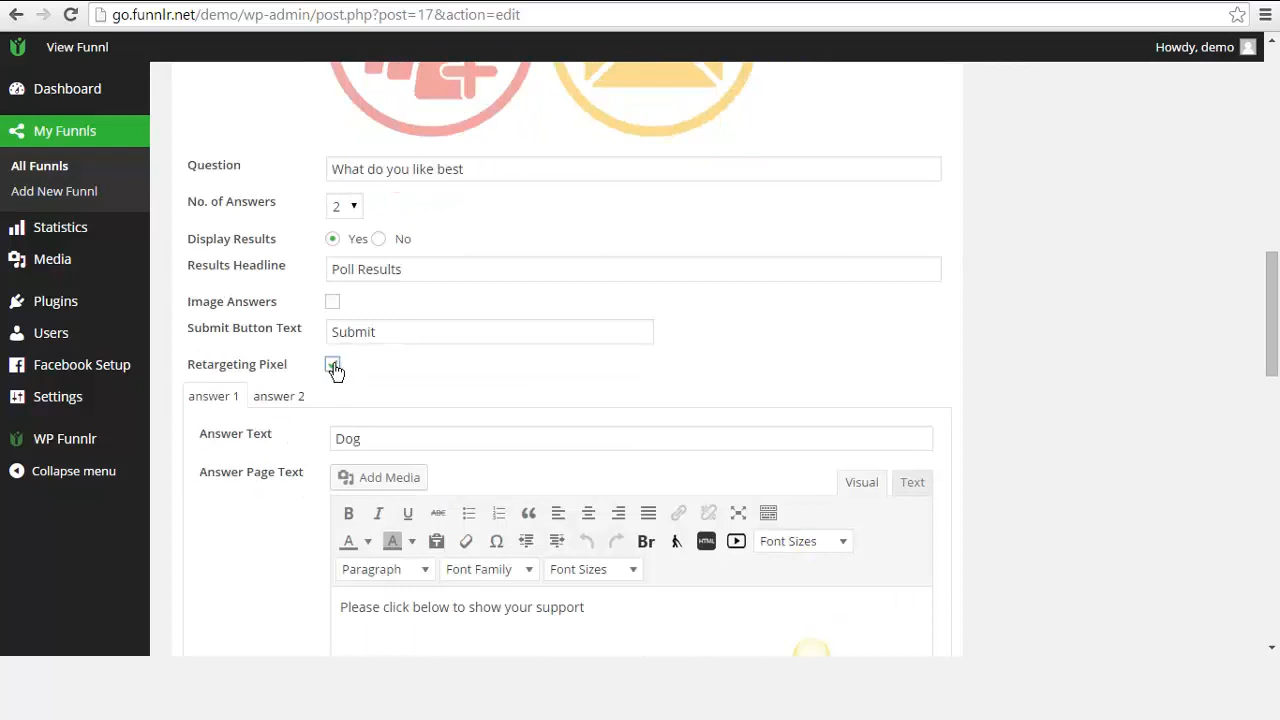 go.funnlr.net/demo/wp-admin/post.php?post=17&action=edit
View Funnl
Howdy, demo
Dashboard
My Funnls
All Funnls
Add New Funnl
Statistics
Media
Plugins
Users
Facebook Setup
Settings
WP Funnlr
Collapse menu
Question
What do you like best
No. of Answers
2
Display Results
Yes No
Results Headline
Poll Results
Image Answers
Submit Button Text
Submit
Retargeting Pixel
answer 1 answer 2
Answer Text
Dog
Answer Page Text
Add Media
Visual Text
B I U ABC
A A Br HTML Font Sizes
Paragraph Font Family Font Sizes
Please click below to show your support